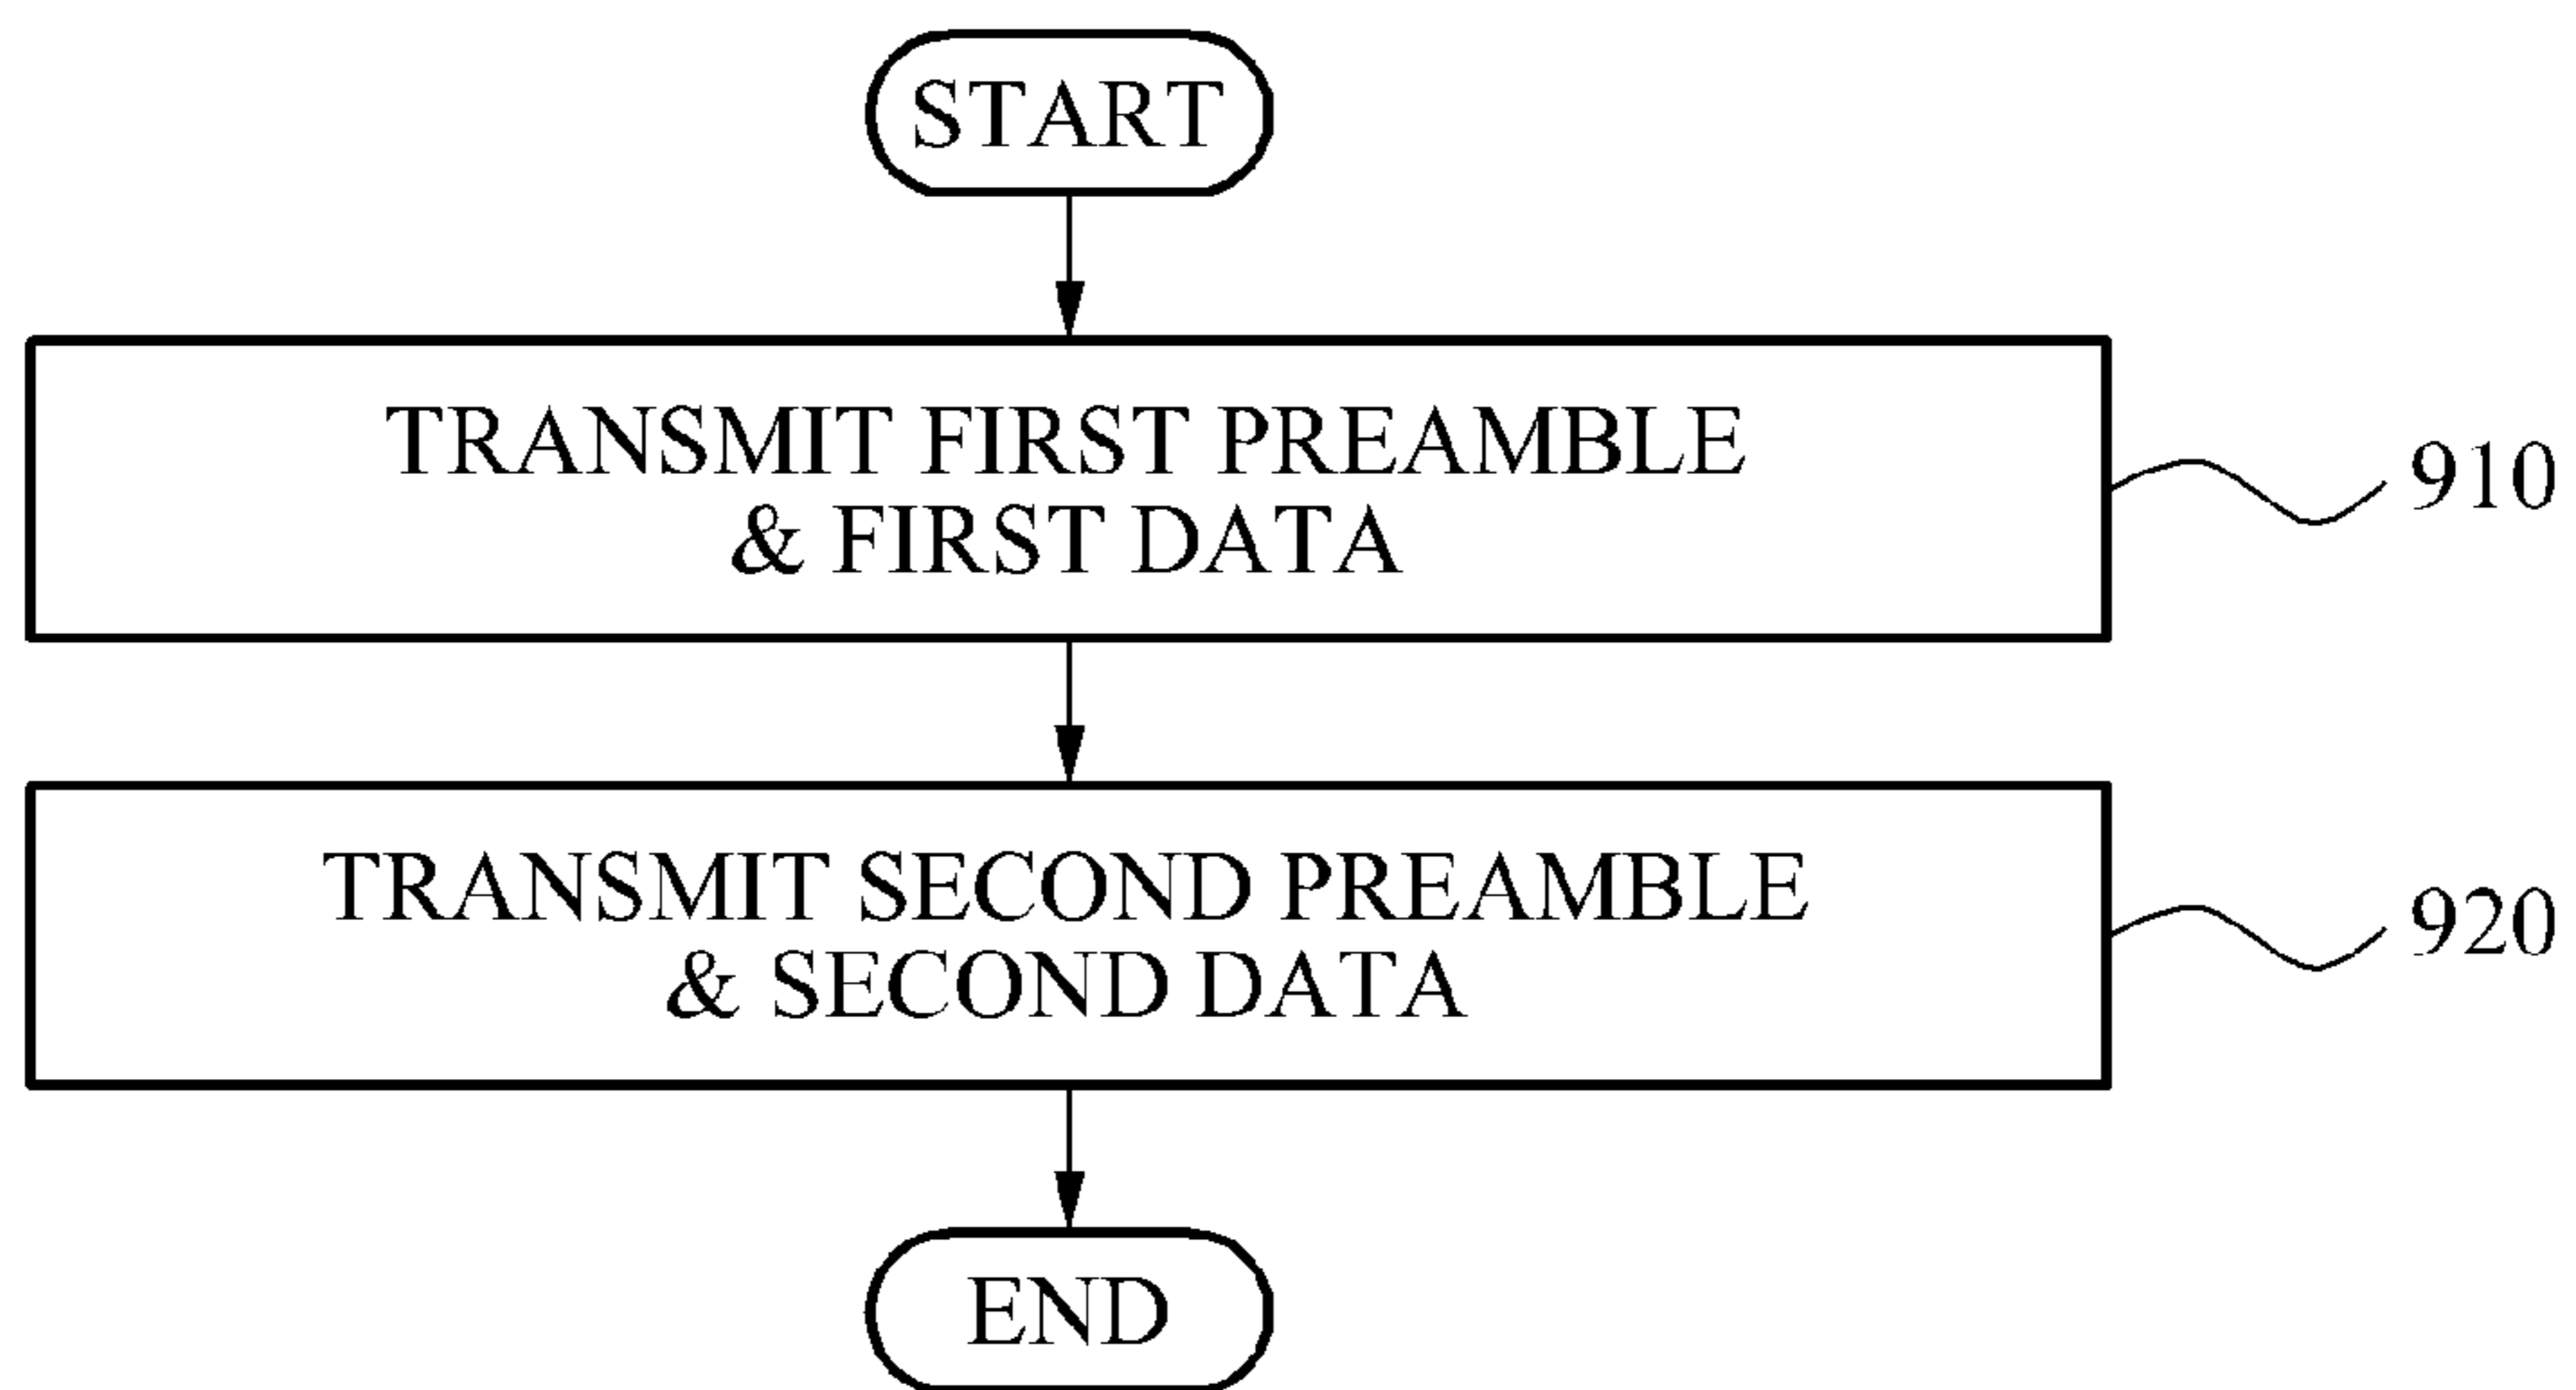 START
TRANSMIT FIRST PREAMBLE
& FIRST DATA
910
TRANSMIT SECOND PREAMBLE
& SECOND DATA
920
END